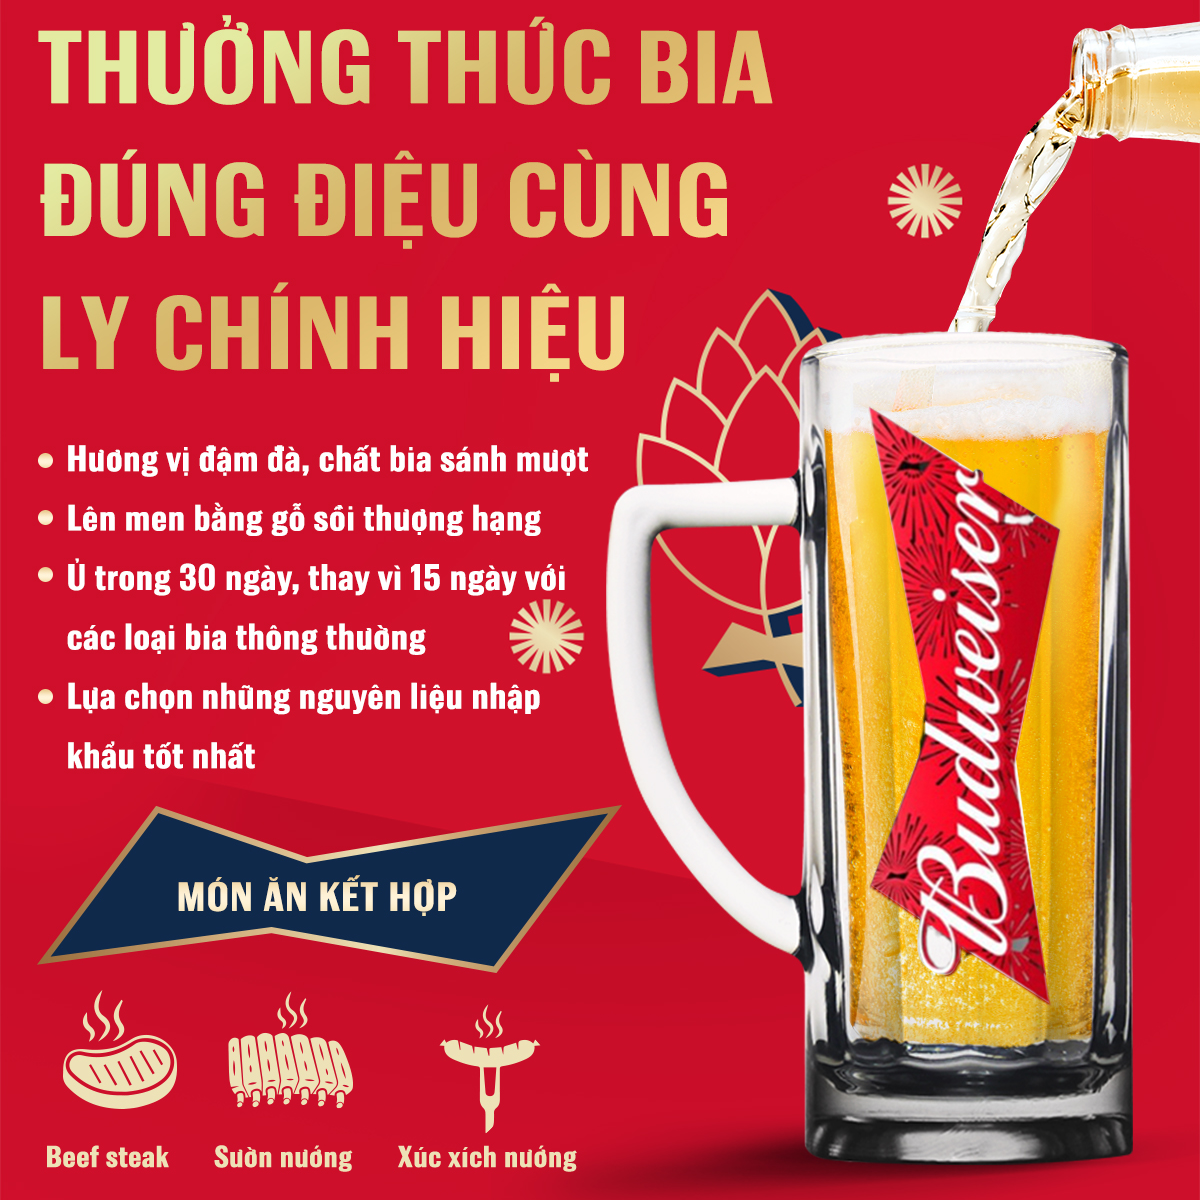 THƯỞNG THỨC BIA
ĐÚNG ĐIỆU CÙNG
LY CHÍNH HIỆU
Hương vị đậm đà, chất bia sánh mượt
Lên men bằng gỗ sồi thượng hạng
Ủ trong 30 ngày, thay vì 15 ngày với
các loại bia thông thường
Lựa chọn những nguyên liệu nhập
khẩu tốt nhất
Budweiser
MÓN ĂN KẾT HỢP
Beef steak
Sườn nướng
Xúc xích nướng